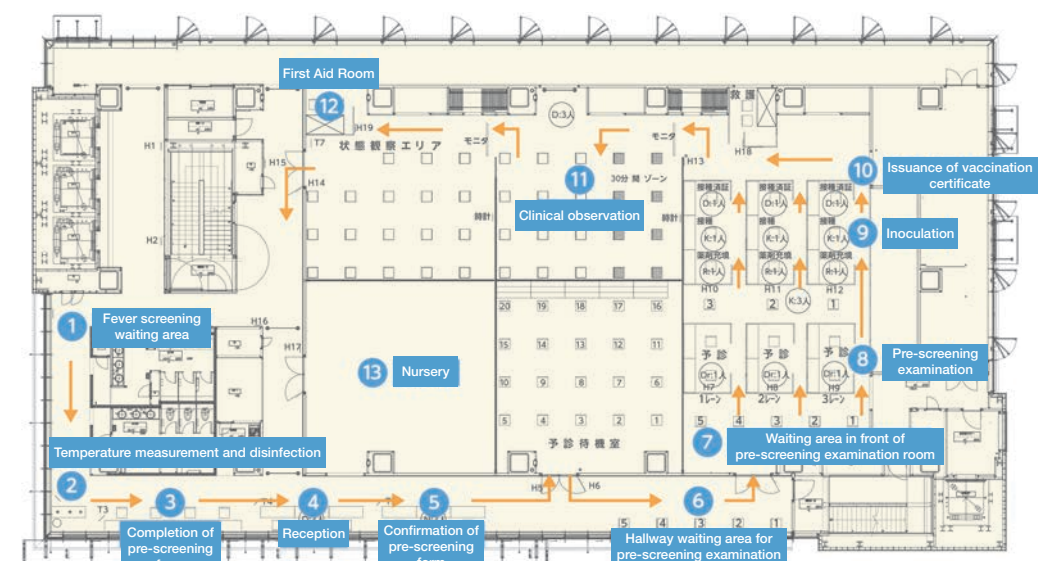 First Aid Room
12
H19
T7
状態観察エリア
モニタ
D:3人
モニタ
救護
H18
H13
H1
H15
H14
H2
11
30分間ゾーン
時計
Clinical observation
時計
10
Issuance of vaccination
certificate
接種済証
接種済証
接種済証
D:1人
D:1人
D:1人
接種
接種
接種
K:1人
K:1人
K:1人
9
Inoculation
薬剤充填
薬剤充填
薬剤充填
R:1人
R:1人
R:1人
H10
H11
H12
3
2
K:3人
1
1
Fever screening
waiting area
H16
H17
20
19
18
17
16
15
14
13
12
11
10
9
8
7
6
5
4
3
2
1
予診待機室
13
Nursery
予診
予診
予診
Dr:1人
Dr:1人
Dr:1人
H7
H8
H9
1レーン
2レーン
3レーン
8
Pre-screening
examination
5
4
3
2
1
7
Waiting area in front of
pre-screening examination room
Temperature measurement and disinfection
2
T3
3
T4
4
5
H5
H6
6
Completion of
pre-screening
Reception
Confirmation of
pre-screening
5
4
3
2
1
Hallway waiting area for
pre-screening examination